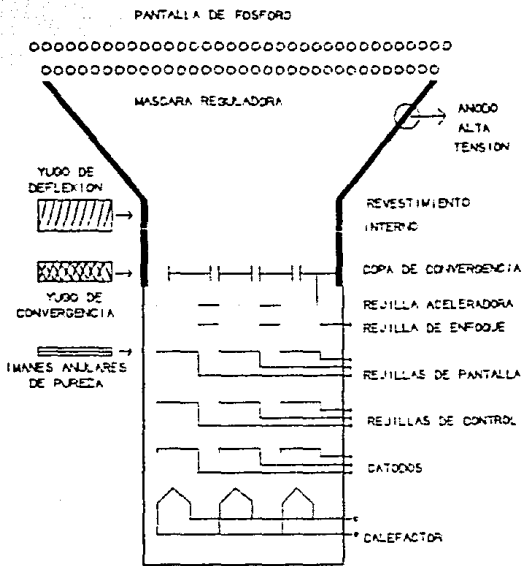 PANTALLA DE FOSFORO
MASCARA REGULADORA
ANODO
ALTA
TENSION
YUGO DE
DEFLEXION
REVESTIMIENTO
INTERNO
COPA DE CONVERGENCIA
YUGO DE
CONVERGENCIA
REJILLA ACELERADORA
REJILLA DE ENFOQUE
IMANES ANULARES
DE PUREZA
REJILLAS DE PANTALLA
REJILLAS DE CONTROL
CATODOS
CALEFACTOR